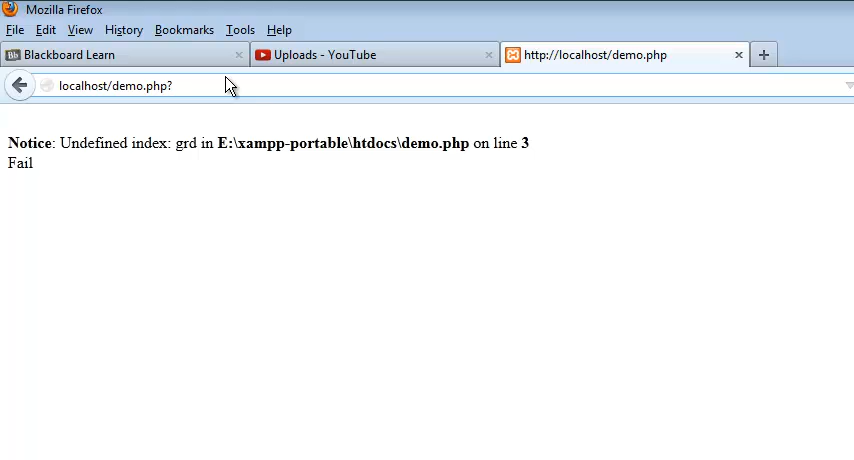 Mozilla Firefox
File Edit View History Bookmarks Tools Help
Bb Blackboard Learn × Uploads - YouTube × http://localhost/demo.php × +
localhost/demo.php?
Notice: Undefined index: grd in E:\xampp-portable\htdocs\demo.php on line 3
Fail